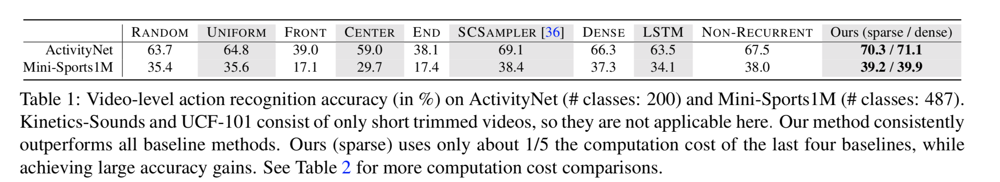 RANDOM UNIFORM FRONT CENTER END SCSAMPLER [36] DENSE LSTM NON-RECURRENT Ours (sparse / dense)
ActivityNet 63.7 64.8 39.0 59.0 38.1 69.1 66.3 63.5 67.5 70.3 / 71.1
Mini-Sports1M 35.4 35.6 17.1 29.7 17.4 38.4 37.3 34.1 38.0 39.2 / 39.9
Table 1: Video-level action recognition accuracy (in %) on ActivityNet (# classes: 200) and Mini-Sports1M (# classes: 487).
Kinetics-Sounds and UCF-101 consist of only short trimmed videos, so they are not applicable here. Our method consistently
outperforms all baseline methods. Ours (sparse) uses only about 1/5 the computation cost of the last four baselines, while
achieving large accuracy gains. See Table 2 for more computation cost comparisons.